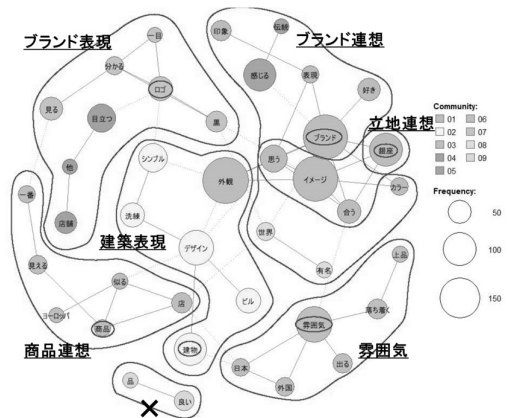 ブランド表現
ブランド連想
立地連想
建築表現
商品連想
雰囲気
一目
分かる
ロゴ
見る
目立つ
黒
他
店舗
印象
伝統
感じる
表現
好き
ブランド
銀座
思う
イメージ
カラー
合う
シンプル
外観
洗練
デザイン
世界
有名
ビル
建物
一番
見える
似る
ヨーロッパ
店
商品
品
良い
上品
落ち着く
雰囲気
日本
外国
出る
Community:
01 06
02 07
03 08
04 09
05
Frequency:
50
100
150